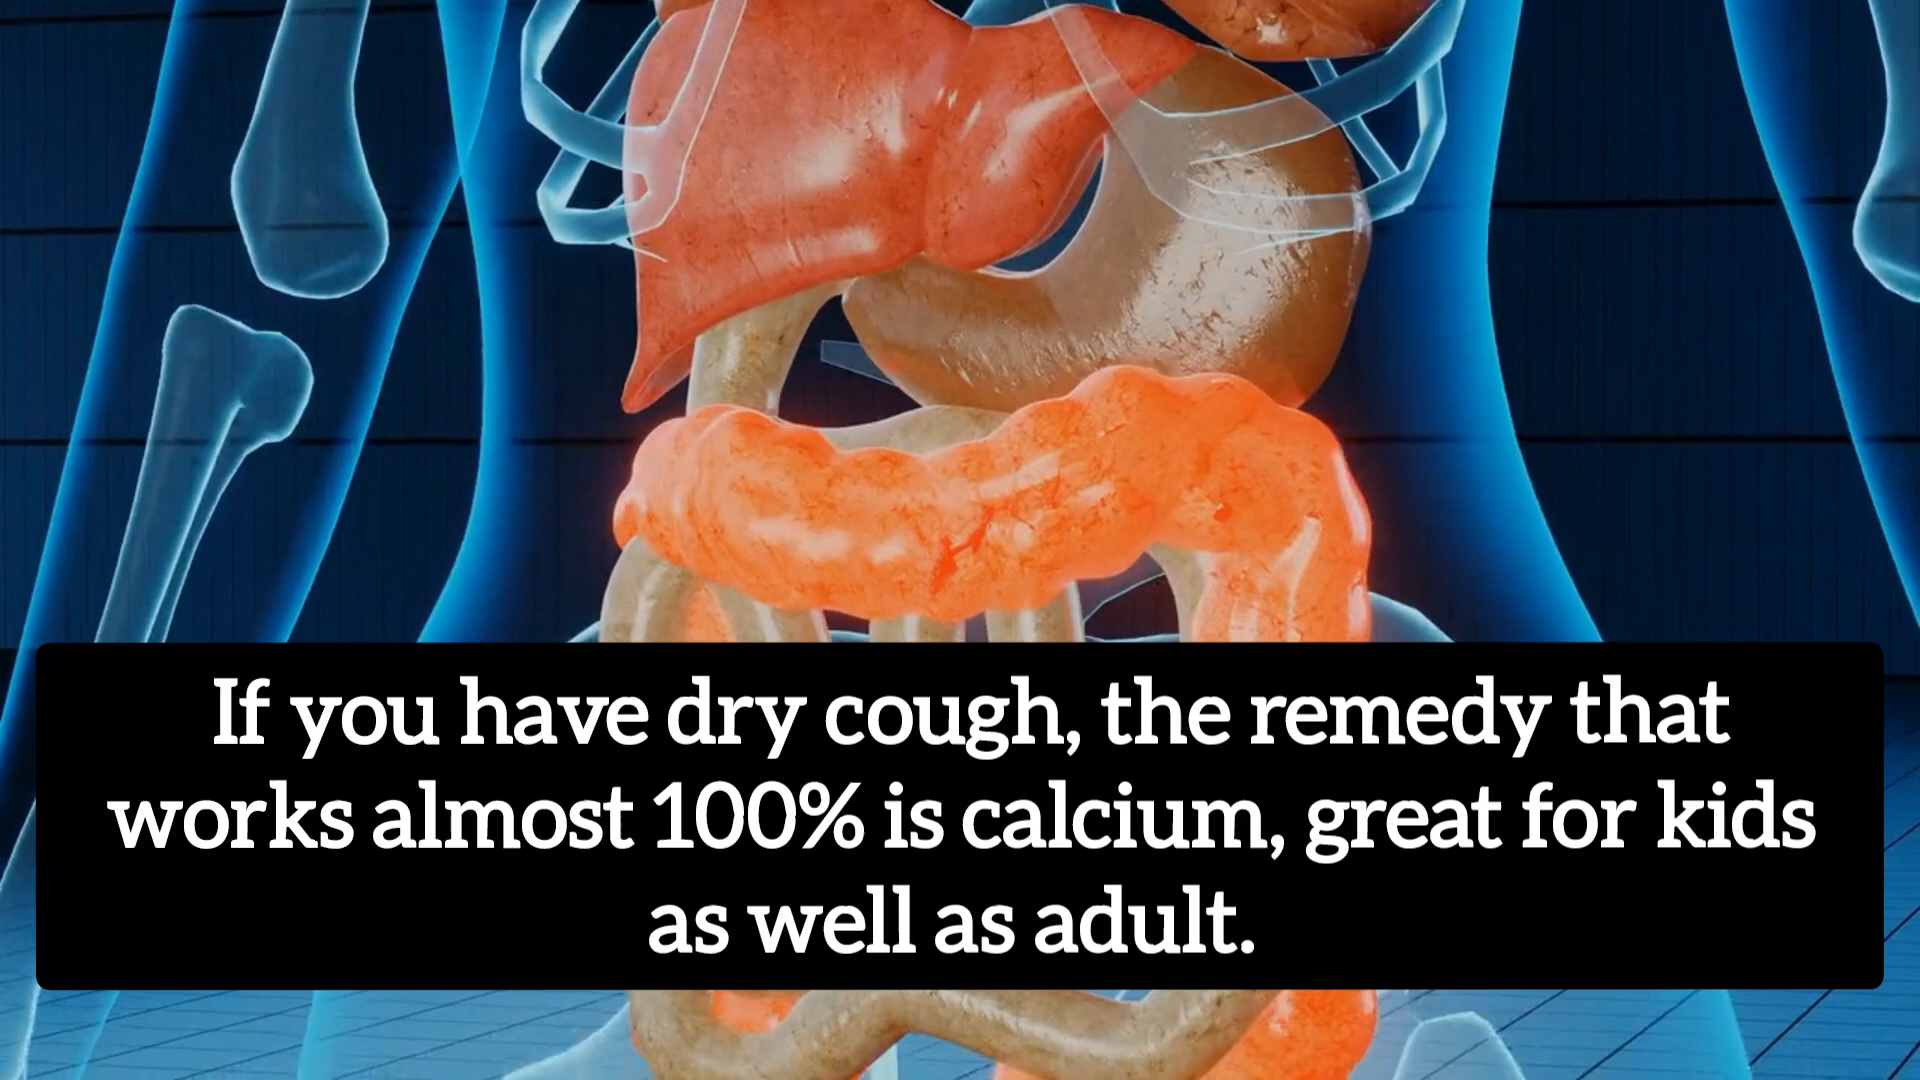 If you have dry cough, the remedy that
works almost 100% is calcium, great for kids
as well as adult.